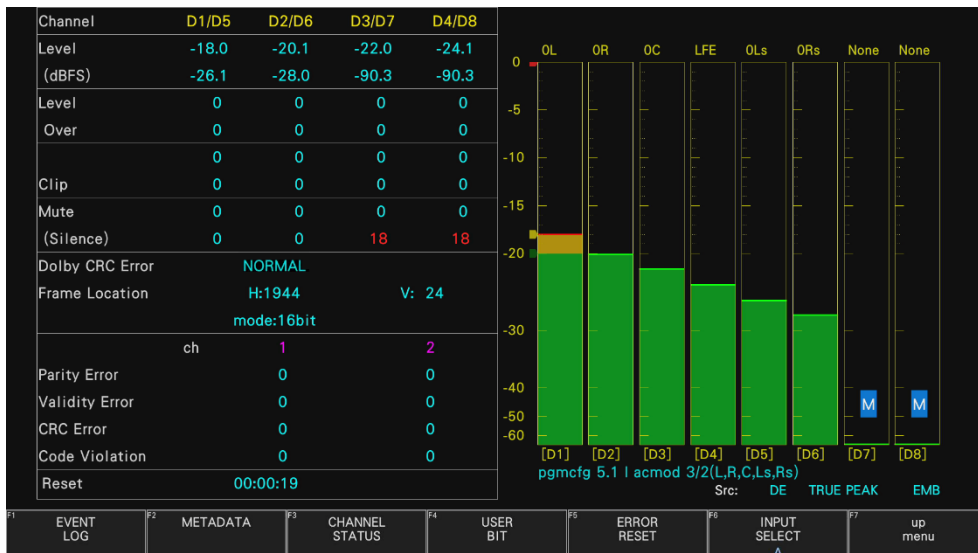 Channel D1/D5 D2/D6 D3/D7 D4/D8
Level -18.0 -20.1 -22.0 -24.1
(dBFS) -26.1 -28.0 -90.3 -90.3
Level 0 0 0 0
Over 0 0 0 0
0 0 0 0
Clip 0 0 0 0
Mute 0 0 0 0
(Silence) 0 0 18 18
Dolby CRC Error NORMAL
Frame Location H:1944 V: 24
mode:16bit
ch 1 2
Parity Error 0 0
Validity Error 0 0
CRC Error 0 0
Code Violation 0 0
Reset 00:00:19
0L 0R 0C LFE 0Ls 0Rs None None
0
-5
-10
-15
-20
-30
-40
-50
-60
M M
[D1] [D2] [D3] [D4] [D5] [D6] [D7] [D8]
pgmcfg 5.1 | acmod 3/2(L,R,C,Ls,Rs)
Src: DE TRUE PEAK EMB
F1 EVENT LOG
F2 METADATA
F3 CHANNEL STATUS
F4 USER BIT
F5 ERROR RESET
F6 INPUT SELECT
F7 up menu